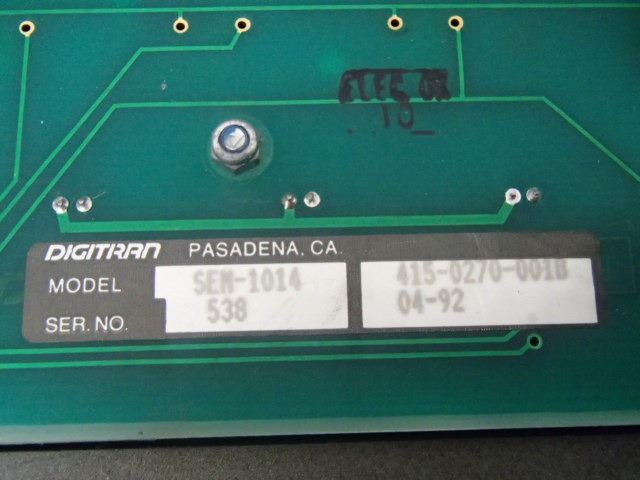 10
DIGITRAN PASADENA, CA.
MODEL SEM-1014 415-0270-001B
SER. NO. 538 04-92